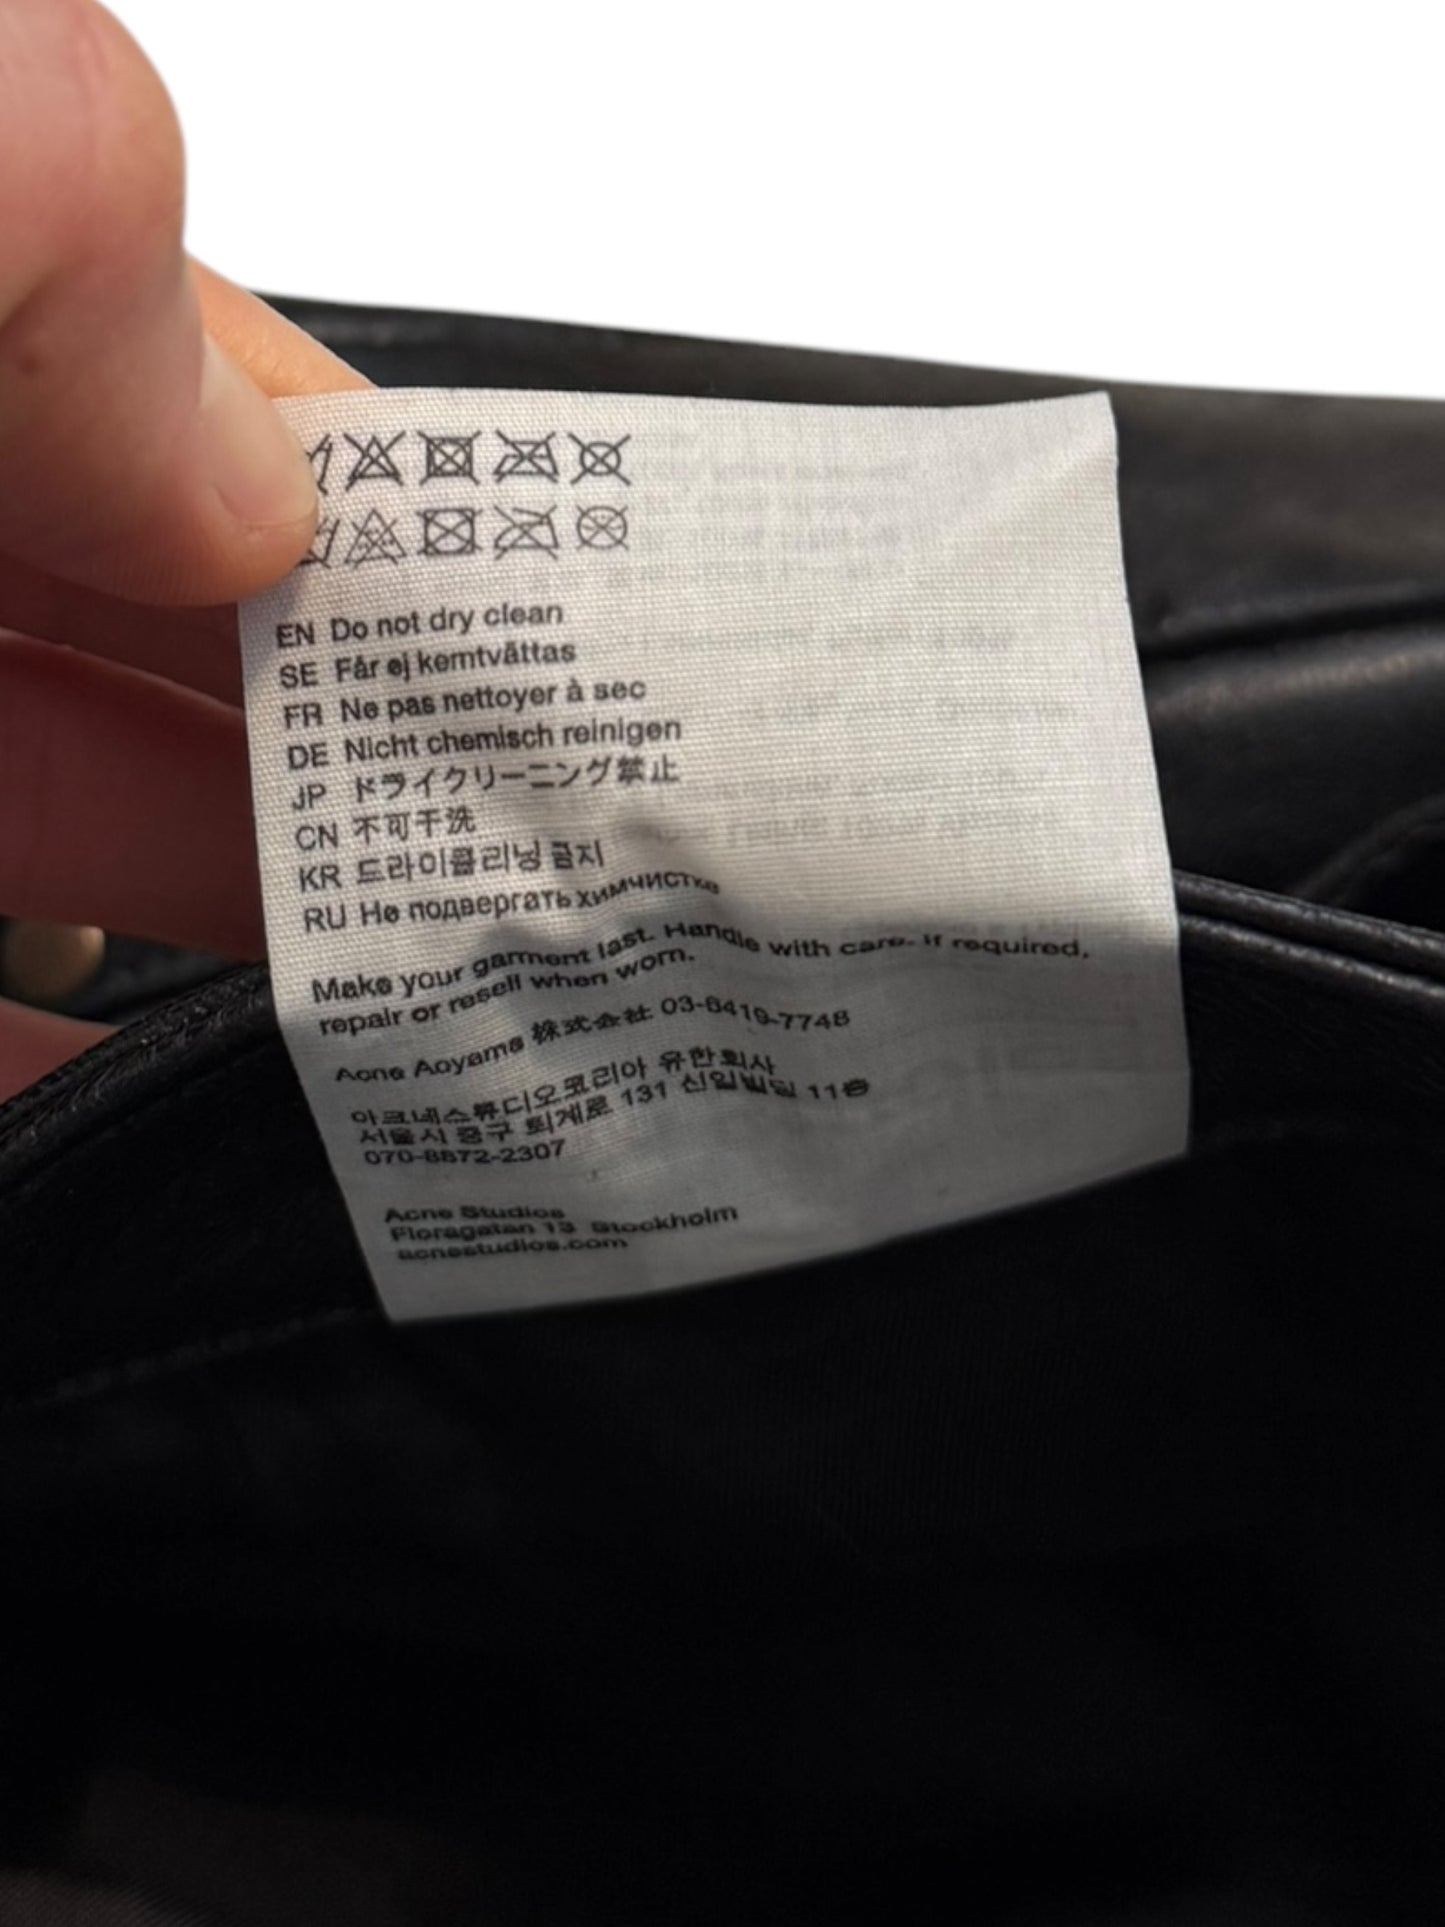 EN Do not dry clean
SE Får ej kemtvättas
FR Ne pas nettoyer à sec
DE Nicht chemisch reinigen
JP ドライクリーニング禁止
CN 不可干洗
KR 드라이클리닝 금지
RU Не подвергать химчистке
Make your garment last. Handle with care. If required,
repair or resell when worn.
Acne Aoyama 株式会社 03-6419-7748
아크네스튜디오코리아 유한회사
서울시 중구 퇴계로 131 신일빌딩 11층
070-8872-2307
Acne Studios
Floragatan 13 Stockholm
acnestudios.com